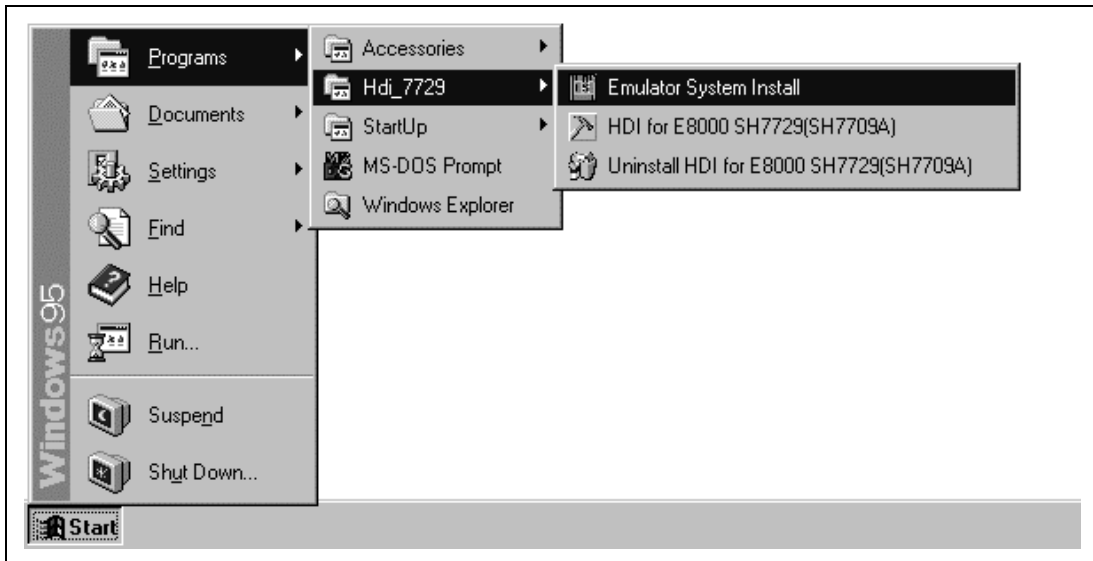 Programs
Documents
Settings
Find
Help
Run...
Suspend
Shut Down...
Windows95
Start
Accessories
Hdi_7729
StartUp
MS-DOS Prompt
Windows Explorer
Emulator System Install
HDI for E8000 SH7729(SH7709A)
Uninstall HDI for E8000 SH7729(SH7709A)